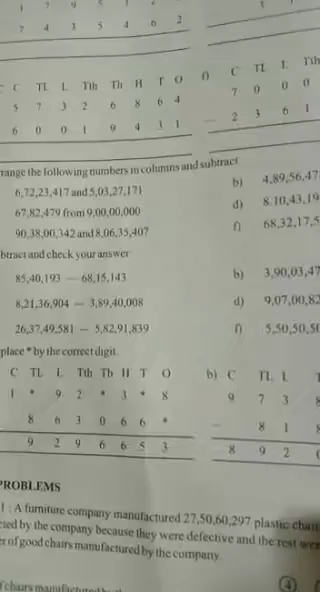 7 4 3 5 4 6 2
C TL L Tth Th H T O f) C TL L Tth
5 7 3 2 6 8 6 4 7 0 0 0
6 0 0 1 9 4 3 1 — 2 3 6 1
range the following numbers in columns and subtract
6,72,23,417 and 5,03,27,171 b) 4,89,56,47
67,82,479 from 9,00,00,000 d) 8,10,43,19
90,38,00,342 and 8,06,35,407 f) 68,32,17,5
btract and check your answer
85,40,193 — 68,15,143 b) 3,90,03,47
8,21,36,904 — 3,89,40,008 d) 9,07,00,82
26,37,49,581 — 5,82,91,839 f) 5,50,50,50
place * by the correct digit.
C TL L Tth Th H T O b) C TL L T
1 * 9 2 * 3 * 8 9 7 3 8
8 6 3 0 6 6 * — 8 1 8
9 2 9 6 6 5 3 8 9 2
PROBLEMS
1 : A furniture company manufactured 27,50,60,297 plastic chair
cted by the company because they were defective and the rest wer
er of good chairs manufactured by the company.
f chairs manufactured
4